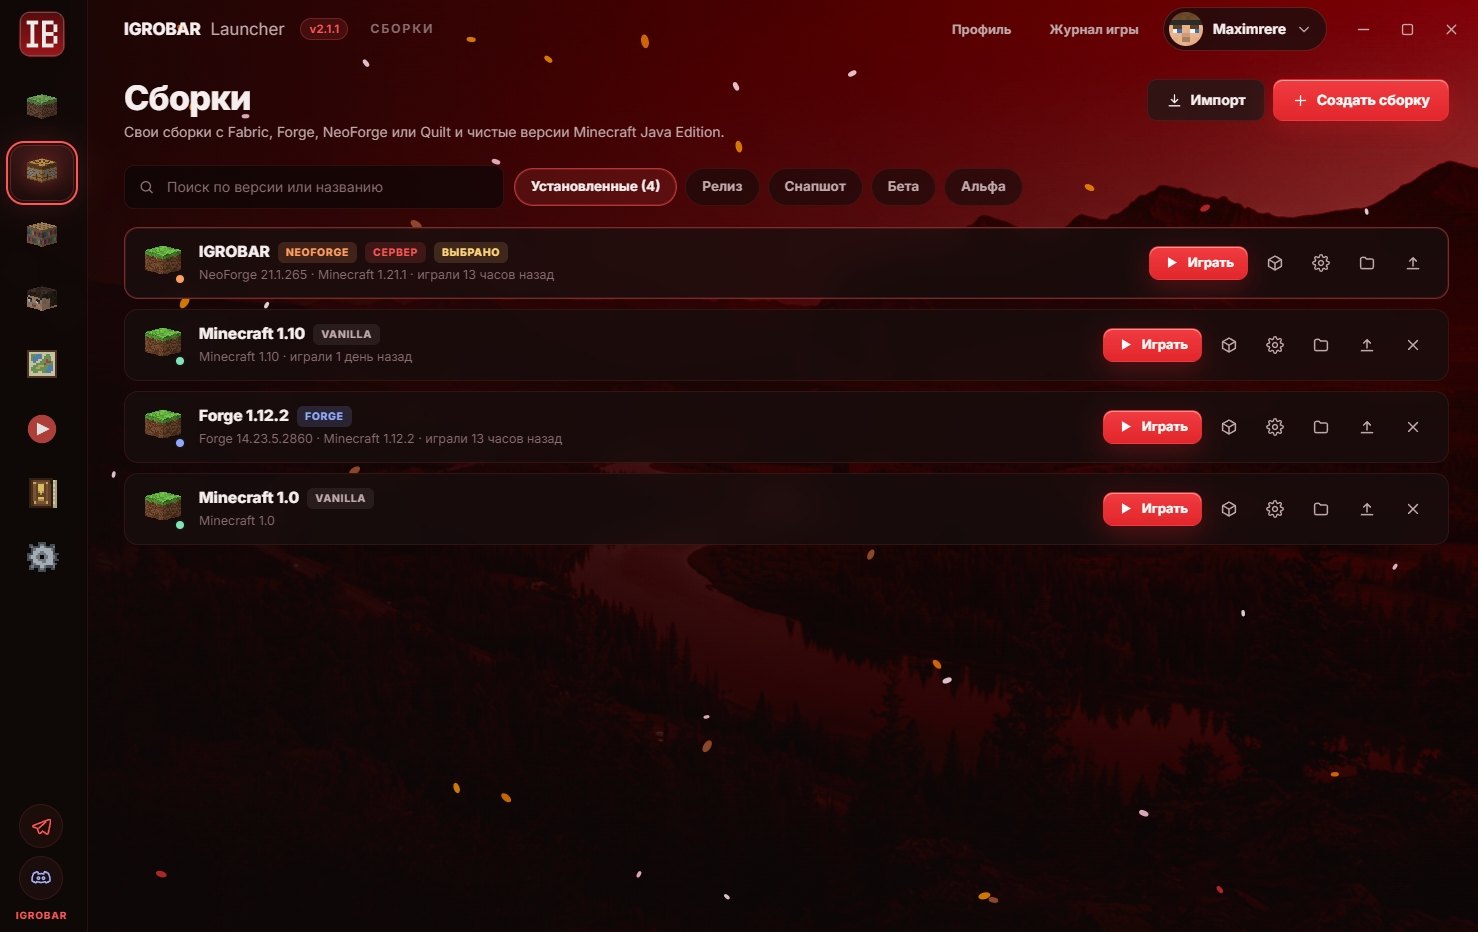 IB
IGROBAR Launcher v2.1.1 СБОРКИ Профиль Журнал игры Maximrere
Сборки
Свои сборки с Fabric, Forge, NeoForge или Quilt и чистые версии Minecraft Java Edition.
Импорт
Создать сборку
Поиск по версии или названию
Установленные (4) Релиз Снапшот Бета Альфа
IGROBAR NEOFORGE СЕРВЕР ВЫБРАНО
NeoForge 21.1.265 · Minecraft 1.21.1 · играли 13 часов назад
Играть
Minecraft 1.10 VANILLA
Minecraft 1.10 · играли 1 день назад
Играть
Forge 1.12.2 FORGE
Forge 14.23.5.2860 · Minecraft 1.12.2 · играли 13 часов назад
Играть
Minecraft 1.0 VANILLA
Minecraft 1.0
Играть
IGROBAR